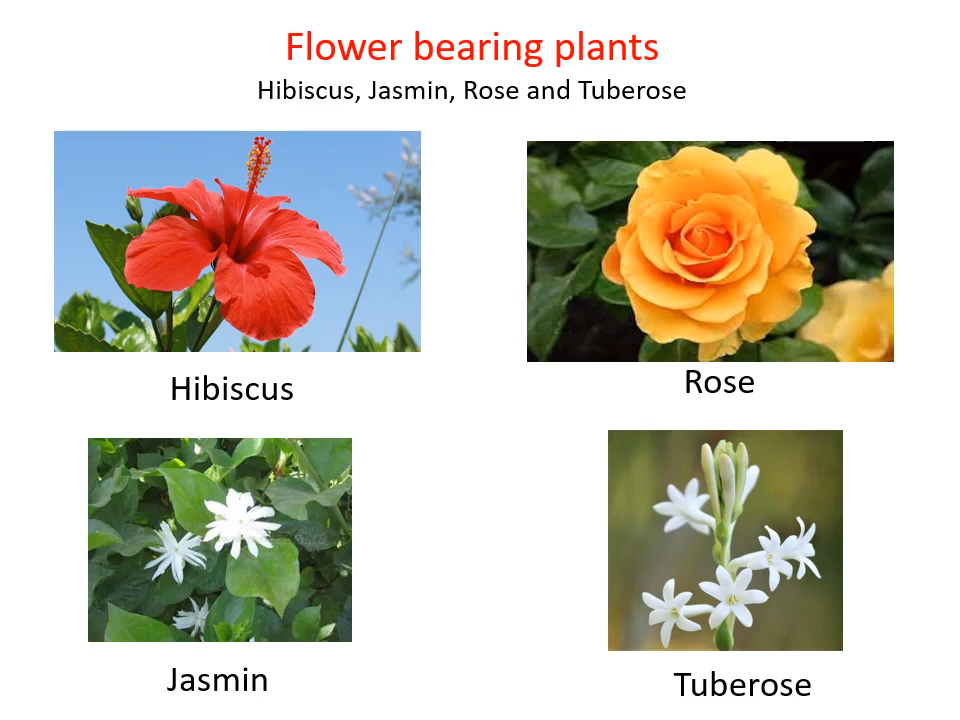 Flower bearing plants
Hibiscus, Jasmin, Rose and Tuberose
Hibiscus
Rose
Jasmin
Tuberose